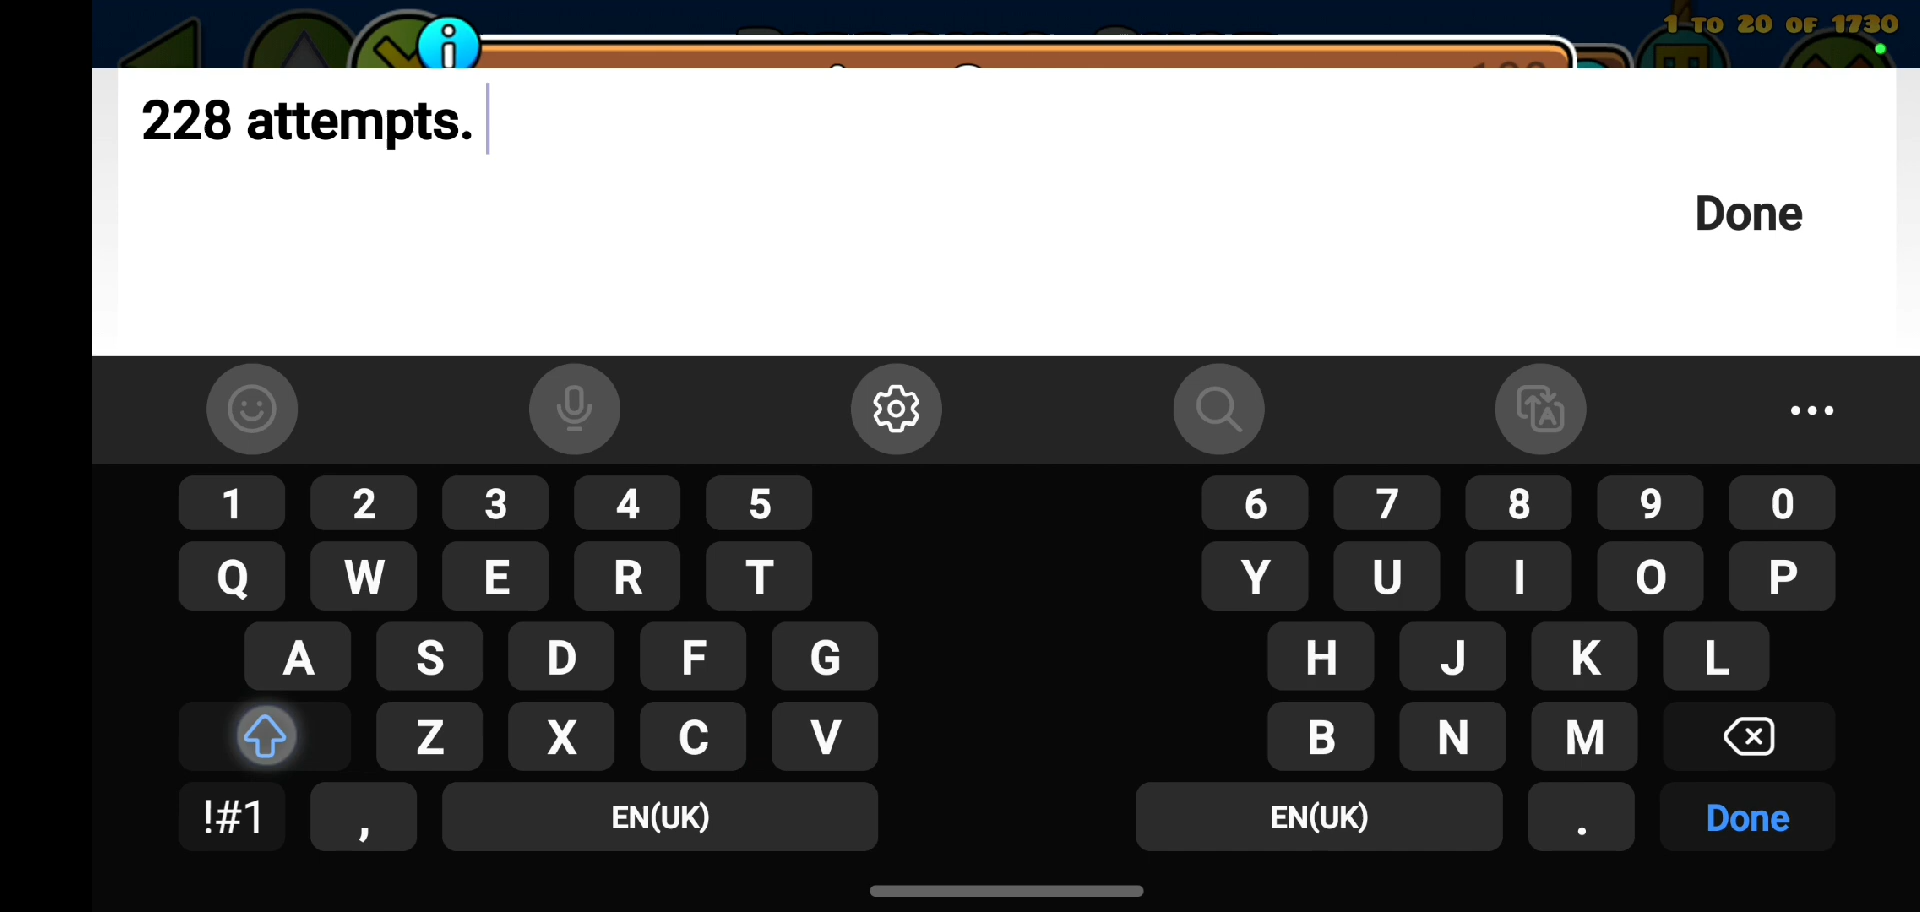 1 TO 20 OF 1730
228 attempts.
Done
1 2 3 4 5 6 7 8 9 0
Q W E R T Y U I O P
A S D F G H J K L
Z X C V B N M
!#1 , EN(UK) EN(UK) . Done